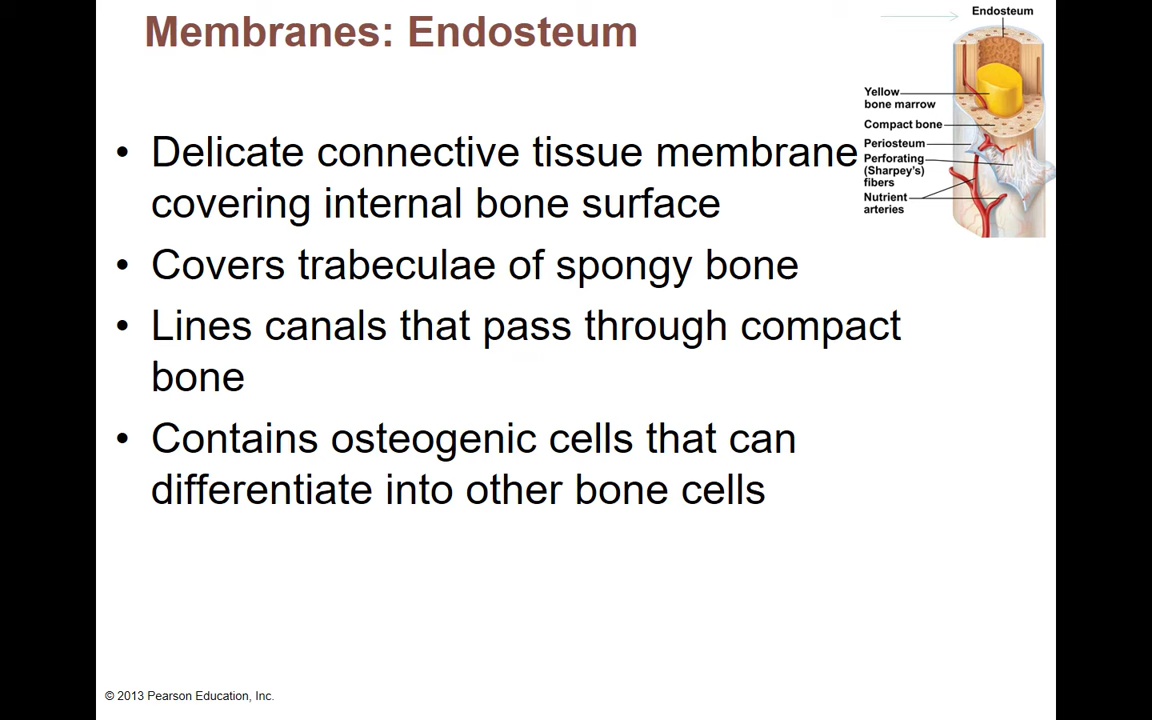 Membranes: Endosteum
• Delicate connective tissue membrane
covering internal bone surface
• Covers trabeculae of spongy bone
• Lines canals that pass through compact
bone
• Contains osteogenic cells that can
differentiate into other bone cells
Endosteum
Yellow
bone marrow
Compact bone
Periosteum
Perforating
(Sharpey's)
fibers
Nutrient
arteries
© 2013 Pearson Education, Inc.